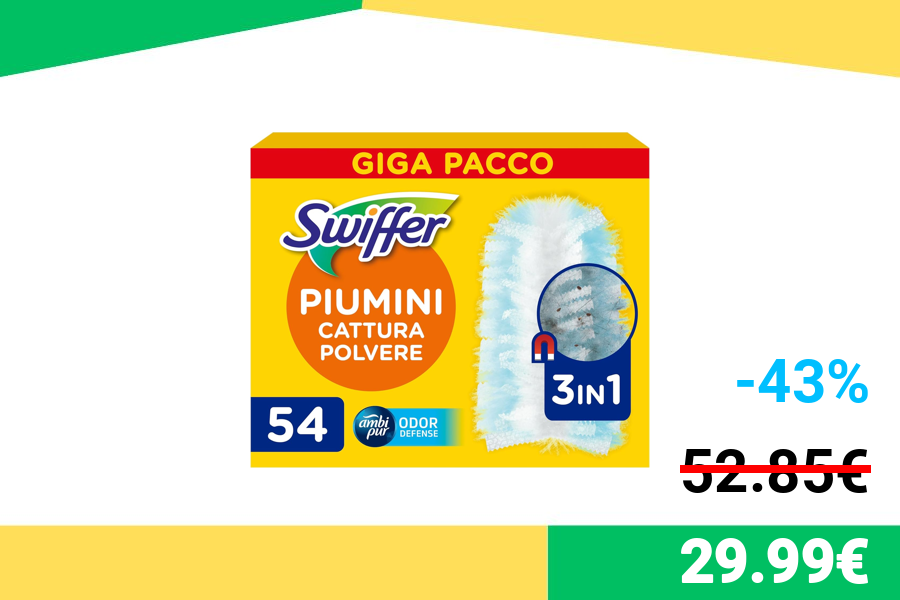 GIGA PACCO
Swiffer
PIUMINI
CATTURA
POLVERE
3IN1
54
ambi
pur
ODOR
DEFENSE
-43%
52.85€
29.99€